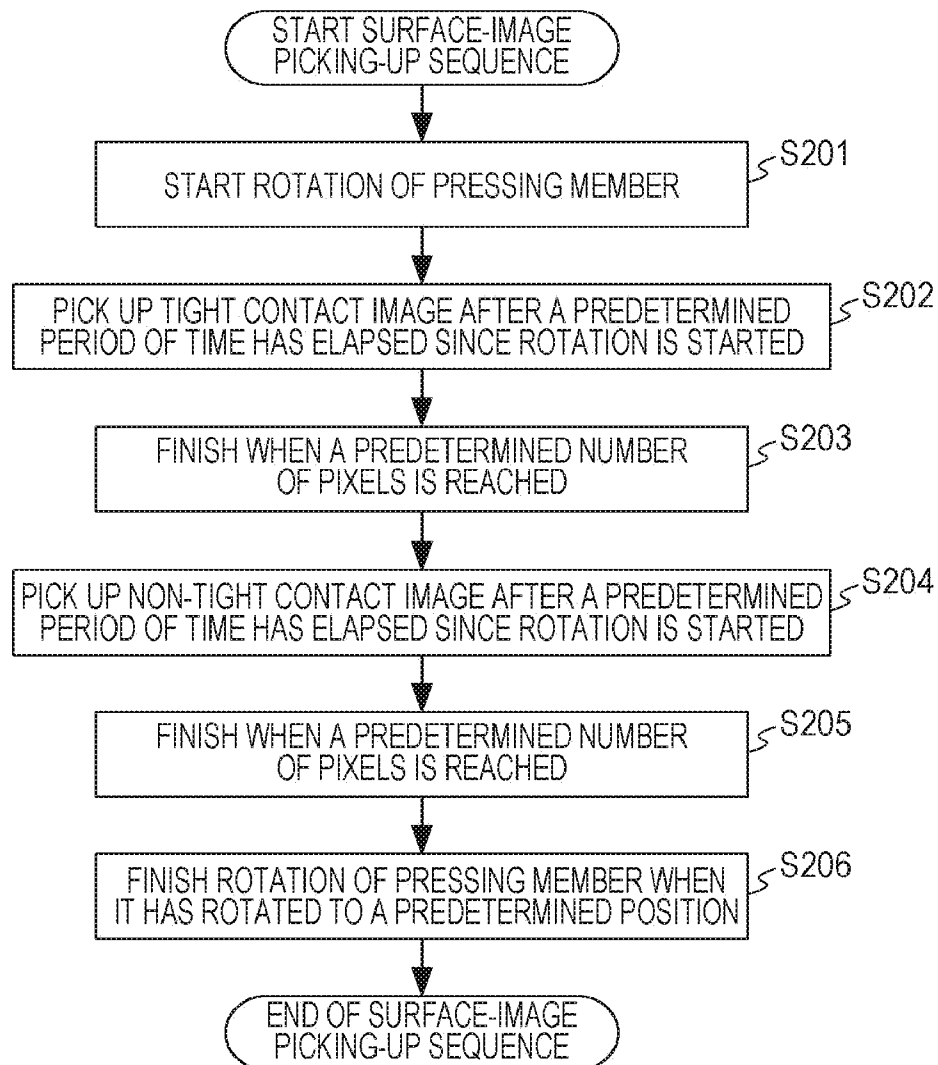 START SURFACE-IMAGE
PICKING-UP SEQUENCE
S201
START ROTATION OF PRESSING MEMBER
S202
PICK UP TIGHT CONTACT IMAGE AFTER A PREDETERMINED
PERIOD OF TIME HAS ELAPSED SINCE ROTATION IS STARTED
S203
FINISH WHEN A PREDETERMINED NUMBER
OF PIXELS IS REACHED
S204
PICK UP NON-TIGHT CONTACT IMAGE AFTER A PREDETERMINED
PERIOD OF TIME HAS ELAPSED SINCE ROTATION IS STARTED
S205
FINISH WHEN A PREDETERMINED NUMBER
OF PIXELS IS REACHED
S206
FINISH ROTATION OF PRESSING MEMBER WHEN
IT HAS ROTATED TO A PREDETERMINED POSITION
END OF SURFACE-IMAGE
PICKING-UP SEQUENCE